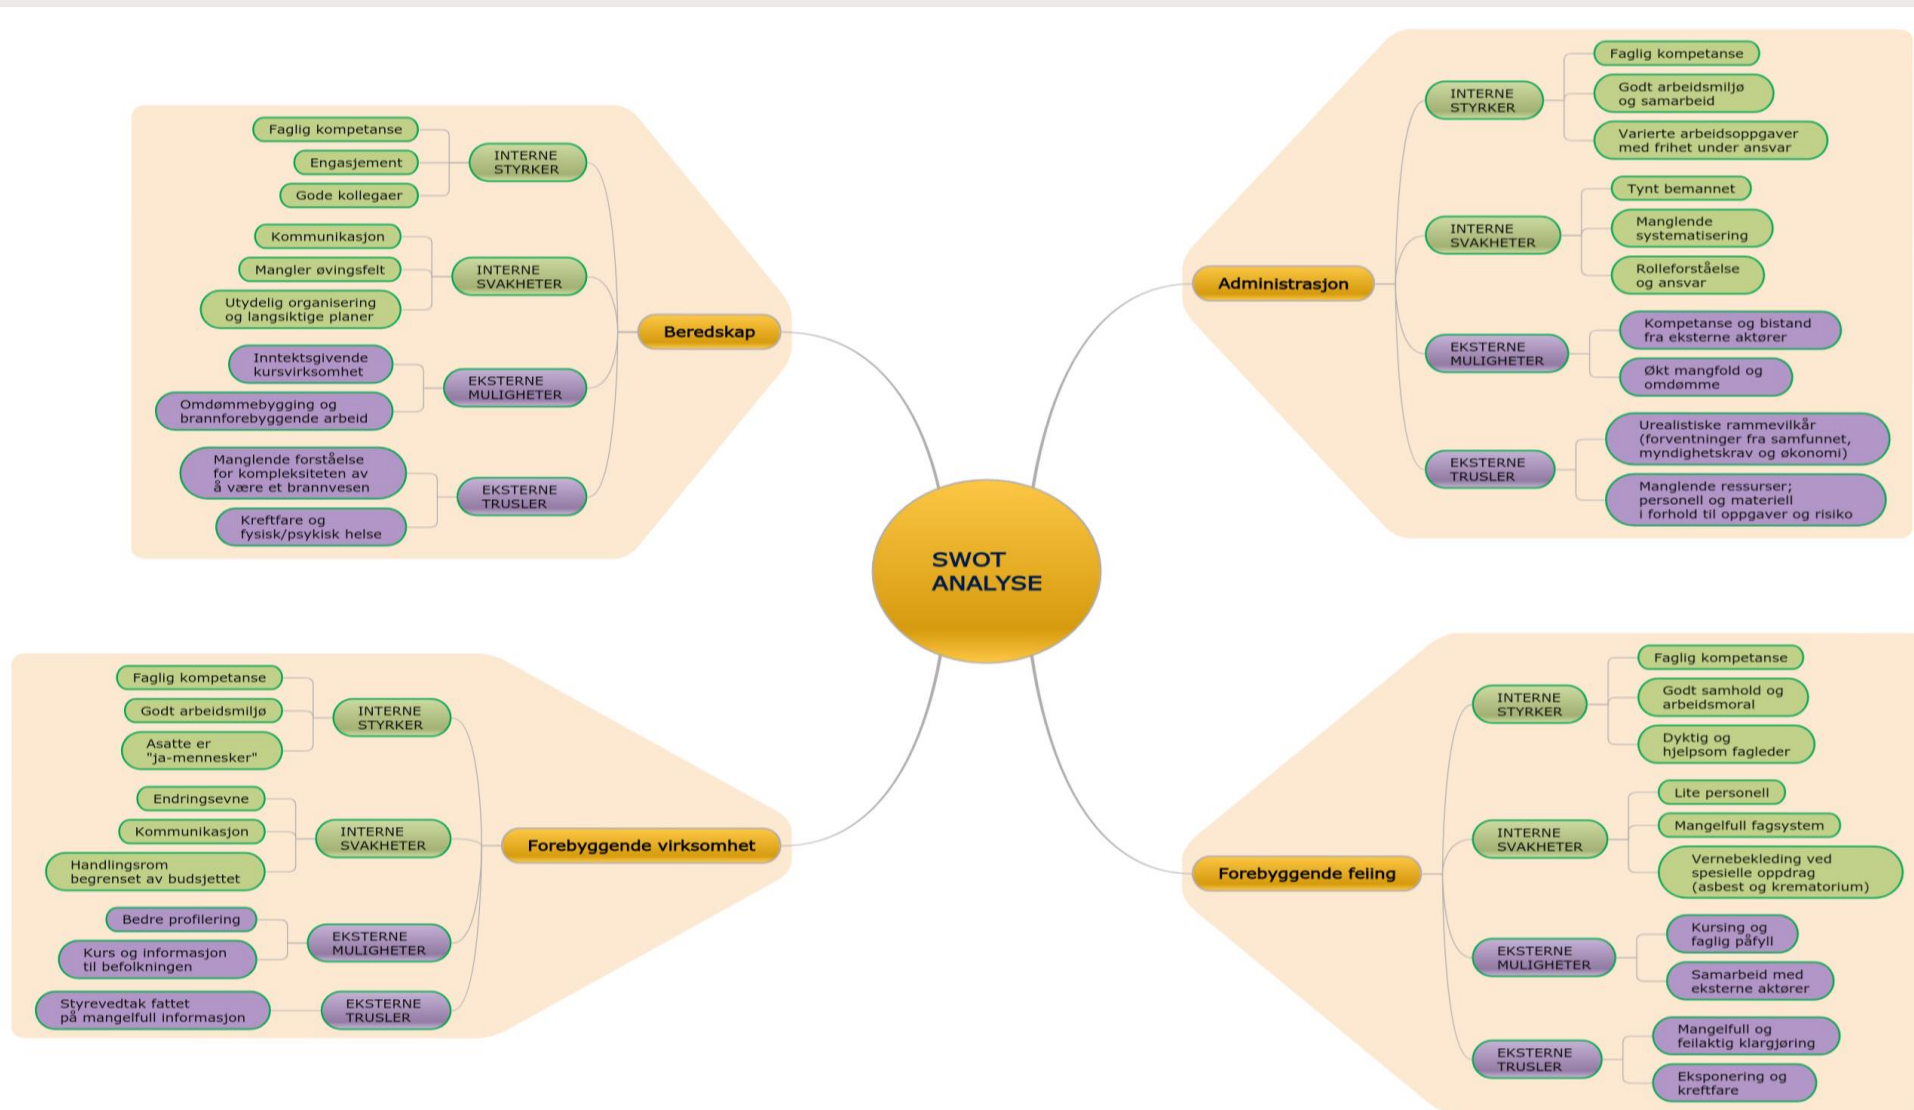 SWOT
ANALYSE
Beredskap
INTERNE
STYRKER
Faglig kompetanse
Engasjement
Gode kollegaer
INTERNE
SVAKHETER
Kommunikasjon
Mangler øvingsfelt
Utydelig organisering
og langsiktige planer
EKSTERNE
MULIGHETER
Inntektsgivende
kursvirksomhet
Omdømmebygging og
brannforebyggende arbeid
EKSTERNE
TRUSLER
Manglende forståelse
for kompleksiteten av
å være et brannvesen
Kreftfare og
fysisk/psykisk helse
Administrasjon
INTERNE
STYRKER
Faglig kompetanse
Godt arbeidsmiljø
og samarbeid
Varierte arbeidsoppgaver
med frihet under ansvar
INTERNE
SVAKHETER
Tynt bemannet
Manglende
systematisering
Rolleforståelse
og ansvar
EKSTERNE
MULIGHETER
Kompetanse og bistand
fra eksterne aktører
Økt mangfold og
omdømme
EKSTERNE
TRUSLER
Urealistiske rammevilkår
(forventninger fra samfunnet,
myndighetskrav og økonomi)
Manglende ressurser;
personell og materiell
i forhold til oppgaver og risiko
Forebyggende virksomhet
INTERNE
STYRKER
Faglig kompetanse
Godt arbeidsmiljø
Asatte er
"ja-mennesker"
INTERNE
SVAKHETER
Endringsevne
Kommunikasjon
Handlingsrom
begrenset av budsjettet
EKSTERNE
MULIGHETER
Bedre profilering
Kurs og informasjon
til befolkningen
EKSTERNE
TRUSLER
Styrevedtak fattet
på mangelfull informasjon
Forebyggende feiing
INTERNE
STYRKER
Faglig kompetanse
Godt samhold og
arbeidsmoral
Dyktig og
hjelpsom fagleder
INTERNE
SVAKHETER
Lite personell
Mangelfull fagsystem
Vernebekleding ved
spesielle oppdrag
(asbest og krematorium)
EKSTERNE
MULIGHETER
Kursing og
faglig påfyll
Samarbeid med
eksterne aktører
EKSTERNE
TRUSLER
Mangelfull og
feilaktig klargjøring
Eksponering og
kreftfare